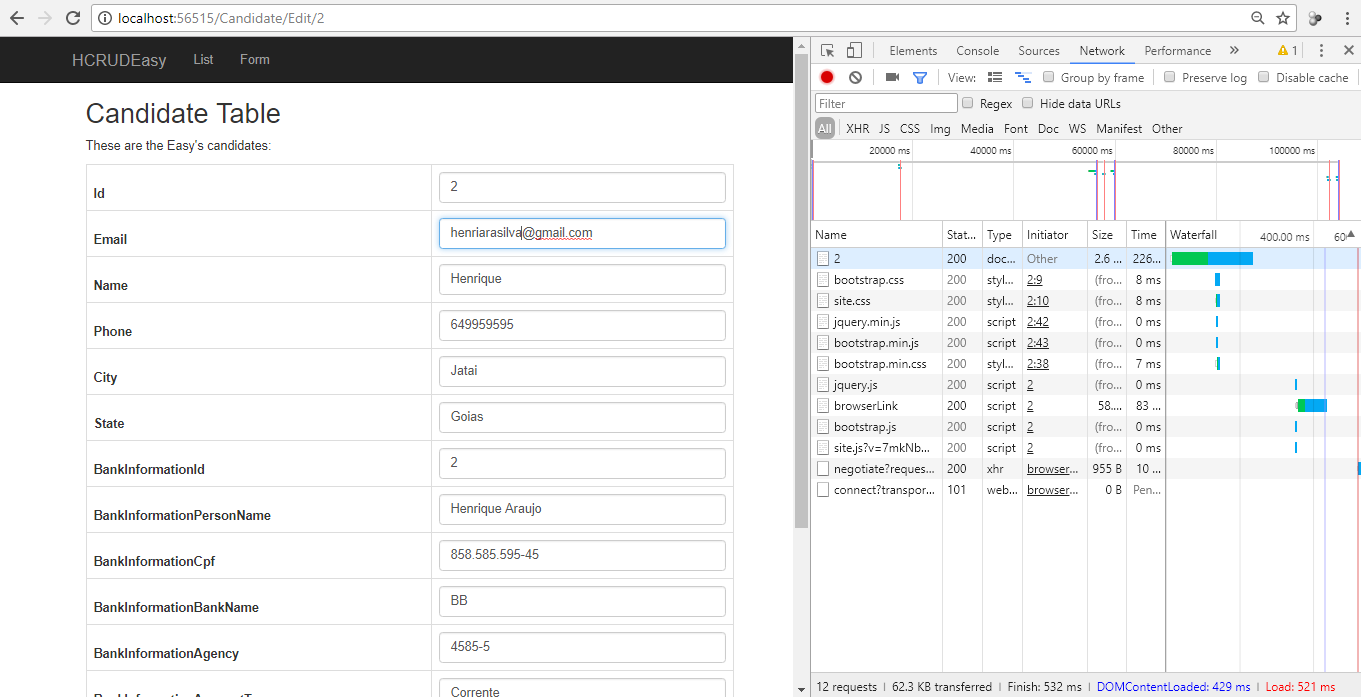 localhost:56515/Candidate/Edit/2
HCRUDEasy List Form
Candidate Table
These are the Easy's candidates:
Id 2
Email henriarasilva@gmail.com
Name Henrique
Phone 649959595
City Jatai
State Goias
BankInformationId 2
BankInformationPersonName Henrique Araujo
BankInformationCpf 858.585.595-45
BankInformationBankName BB
BankInformationAgency 4585-5
Corrente
Elements Console Sources Network Performance » 1
View: Group by frame Preserve log Disable cache
Filter Regex Hide data URLs
All XHR JS CSS Img Media Font Doc WS Manifest Other
20000 ms 40000 ms 60000 ms 80000 ms 100000 ms
Name Stat... Type Initiator Size Time Waterfall 400.00 ms 60
2 200 doc... Other 2.6 ... 226...
bootstrap.css 200 styl... 2:9 (fro... 8 ms
site.css 200 styl... 2:10 (fro... 8 ms
jquery.min.js 200 script 2:42 (fro... 0 ms
bootstrap.min.js 200 script 2:43 (fro... 0 ms
bootstrap.min.css 200 styl... 2:38 (fro... 7 ms
jquery.js 200 script 2 (fro... 0 ms
browserLink 200 script 2 58.... 83 ...
bootstrap.js 200 script 2 (fro... 0 ms
site.js?v=7mkNb... 200 script 2 (fro... 0 ms
negotiate?reques... 200 xhr browser... 955 B 10 ...
connect?transpor... 101 web... browser... 0 B Pen...
12 requests | 62.3 KB transferred | Finish: 532 ms | DOMContentLoaded: 429 ms | Load: 521 ms